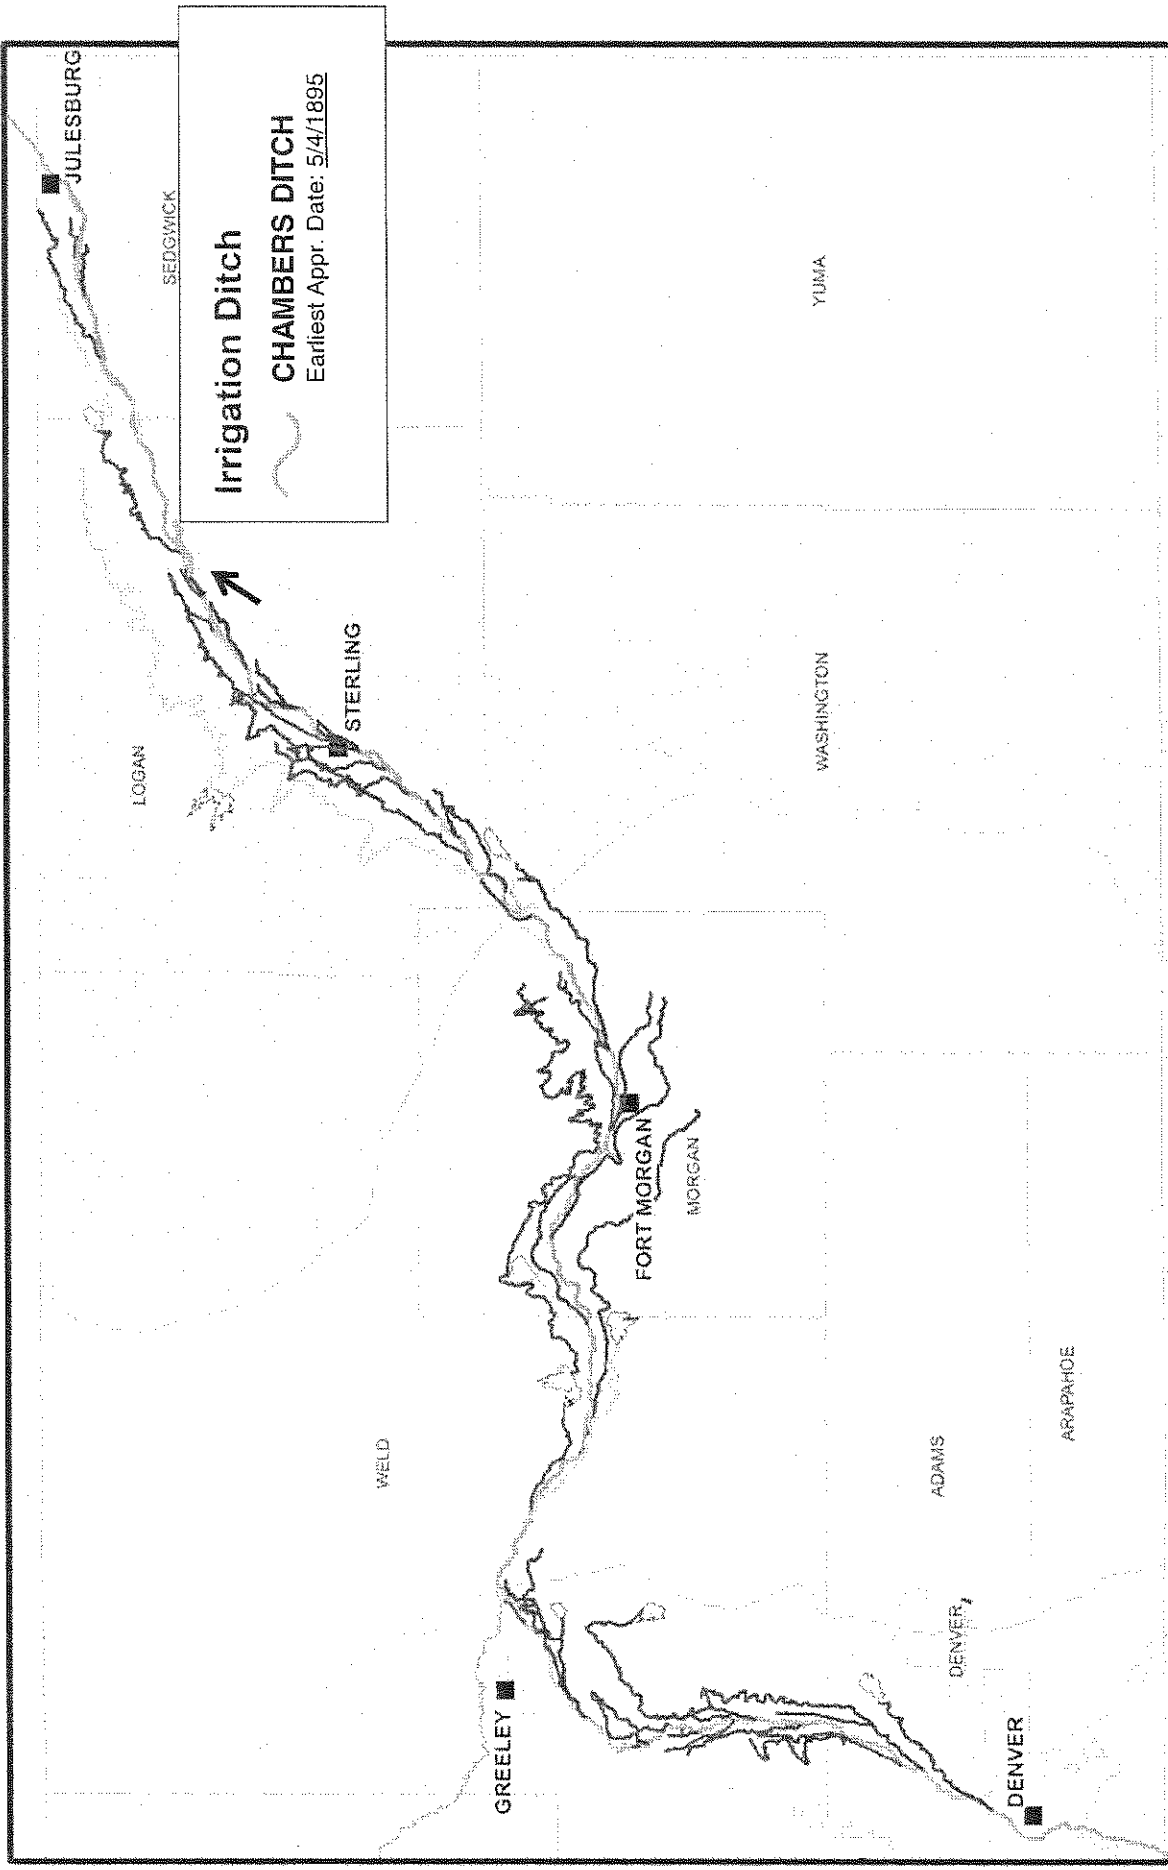 Irrigation Ditch
CHAMBERS DITCH
Earliest Appr. Date: 5/4/1895
JULESBURG
SEDGWICK
LOGAN
STERLING
YUMA
WASHINGTON
FORT MORGAN
MORGAN
WELD
GREELEY
ADAMS
ARAPAHOE
DENVER
DENVER